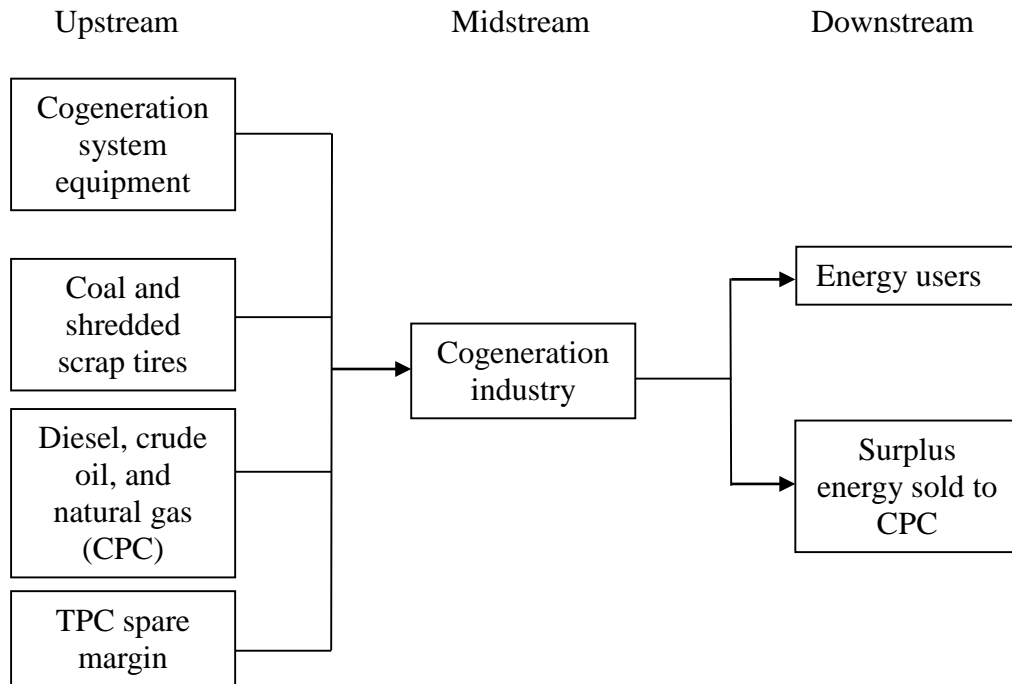 Upstream
Midstream
Downstream
Cogeneration
system
equipment
Coal and
shredded
scrap tires
Diesel, crude
oil, and
natural gas
(CPC)
TPC spare
margin
Cogeneration
industry
Energy users
Surplus
energy sold to
CPC